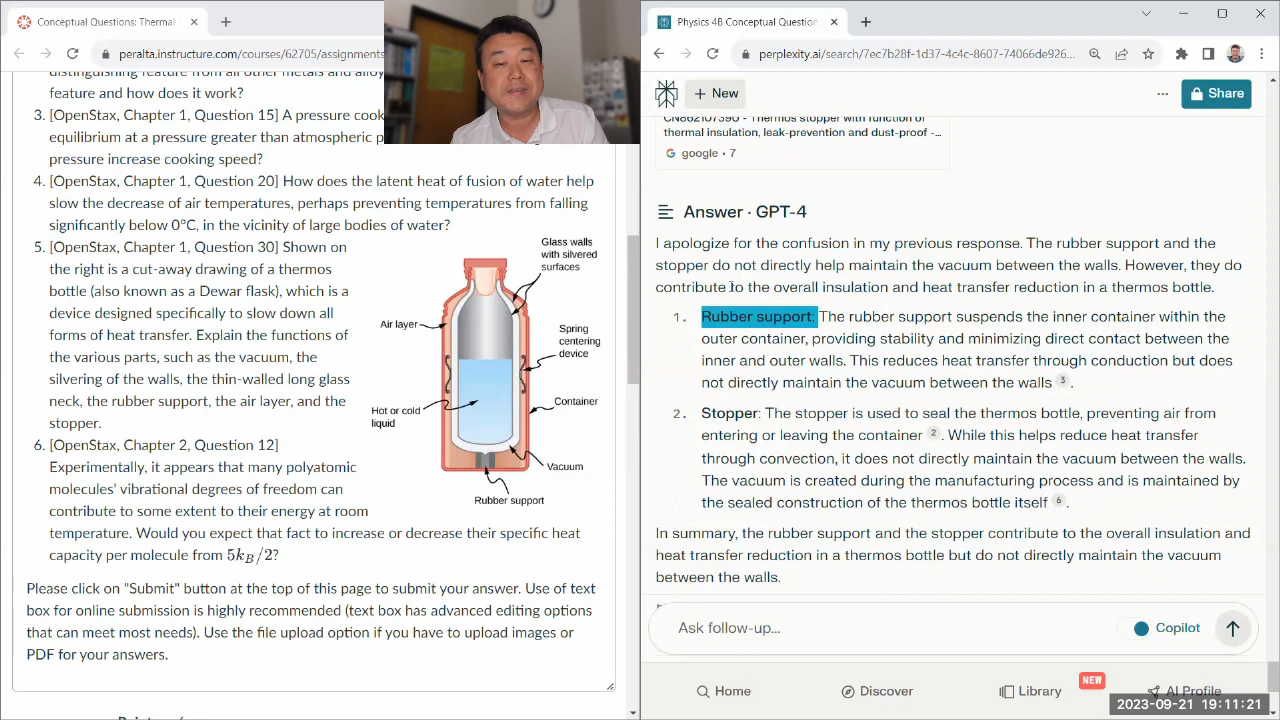 Conceptual Questions: Thermal
peralta.instructure.com/courses/62705/assignments
distinguishing feature from all other metals and alloy
feature and how does it work?
3. [OpenStax, Chapter 1, Question 15] A pressure cook
equilibrium at a pressure greater than atmospheric p
pressure increase cooking speed?
4. [OpenStax, Chapter 1, Question 20] How does the latent heat of fusion of water help
slow the decrease of air temperatures, perhaps preventing temperatures from falling
significantly below 0°C, in the vicinity of large bodies of water?
5. [OpenStax, Chapter 1, Question 30] Shown on
the right is a cut-away drawing of a thermos
bottle (also known as a Dewar flask), which is a
device designed specifically to slow down all
forms of heat transfer. Explain the functions of
the various parts, such as the vacuum, the
silvering of the walls, the thin-walled long glass
neck, the rubber support, the air layer, and the
stopper.
Glass walls
with silvered
surfaces
Air layer
Spring
centering
device
Hot or cold
liquid
Container
Vacuum
Rubber support
6. [OpenStax, Chapter 2, Question 12]
Experimentally, it appears that many polyatomic
molecules' vibrational degrees of freedom can
contribute to some extent to their energy at room
temperature. Would you expect that fact to increase or decrease their specific heat
capacity per molecule from 5kB/2?
Please click on "Submit" button at the top of this page to submit your answer. Use of text
box for online submission is highly recommended (text box has advanced editing options
that can meet most needs). Use the file upload option if you have to upload images or
PDF for your answers.
Physics 4B Conceptual Question
New
Share
thermal insulation, leak-prevention and dust-proof -...
google • 7
Answer · GPT-4
I apologize for the confusion in my previous response. The rubber support and the
stopper do not directly help maintain the vacuum between the walls. However, they do
contribute to the overall insulation and heat transfer reduction in a thermos bottle.
1. Rubber support: The rubber support suspends the inner container within the
outer container, providing stability and minimizing direct contact between the
inner and outer walls. This reduces heat transfer through conduction but does
not directly maintain the vacuum between the walls 3 .
2. Stopper: The stopper is used to seal the thermos bottle, preventing air from
entering or leaving the container 2 . While this helps reduce heat transfer
through convection, it does not directly maintain the vacuum between the walls.
The vacuum is created during the manufacturing process and is maintained by
the sealed construction of the thermos bottle itself 6 .
In summary, the rubber support and the stopper contribute to the overall insulation and
heat transfer reduction in a thermos bottle but do not directly maintain the vacuum
between the walls.
Ask follow-up...
Copilot
Home
Discover
Library
NEW
AI Profile
2023-09-21 19:11:21